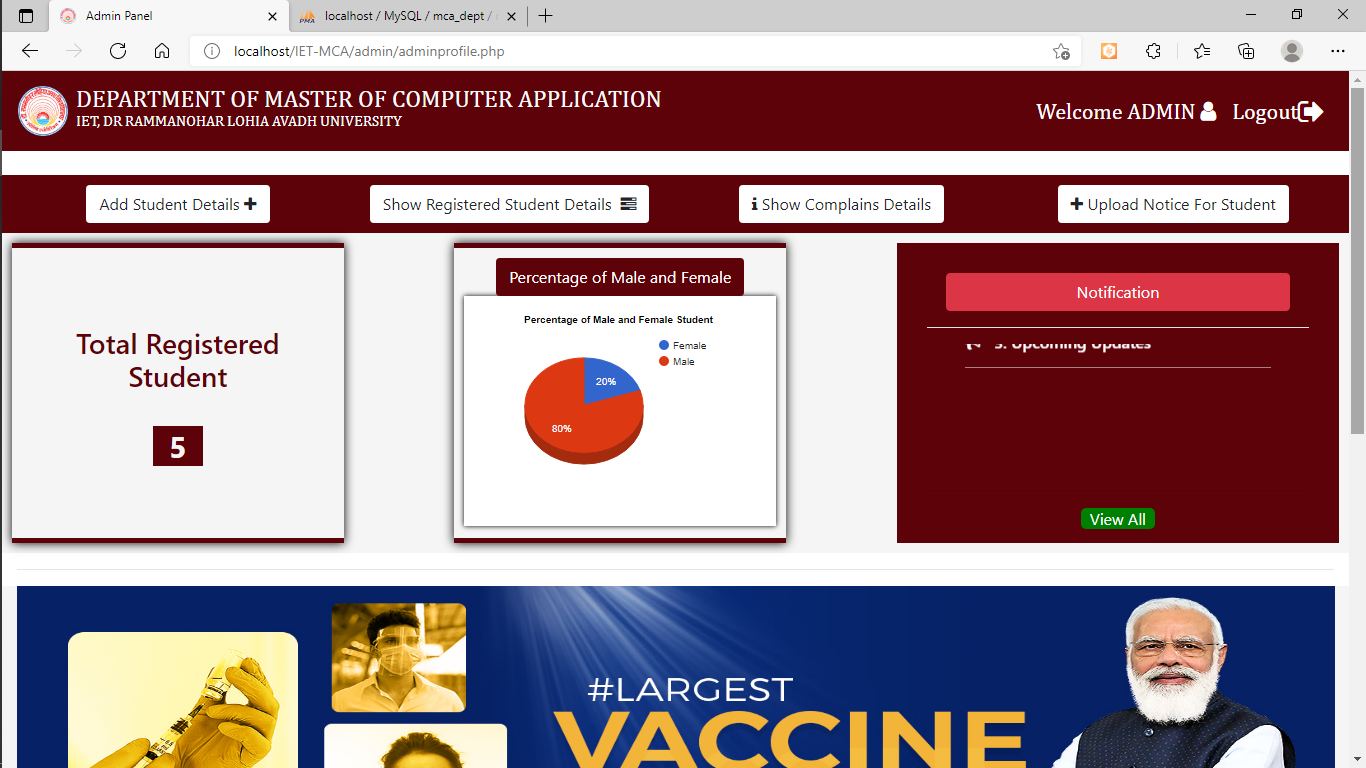 Admin Panel
localhost / MySQL / mca_dept /
localhost/IET-MCA/admin/adminprofile.php
DEPARTMENT OF MASTER OF COMPUTER APPLICATION
IET, DR RAMMANOHAR LOHIA AVADH UNIVERSITY
Welcome ADMIN
Logout
Add Student Details
Show Registered Student Details
Show Complains Details
Upload Notice For Student
Total Registered
Student
5
Percentage of Male and Female
Percentage of Male and Female Student
Female
Male
20%
80%
Notification
5. Upcoming Updates
View All
#LARGEST
VACCINE